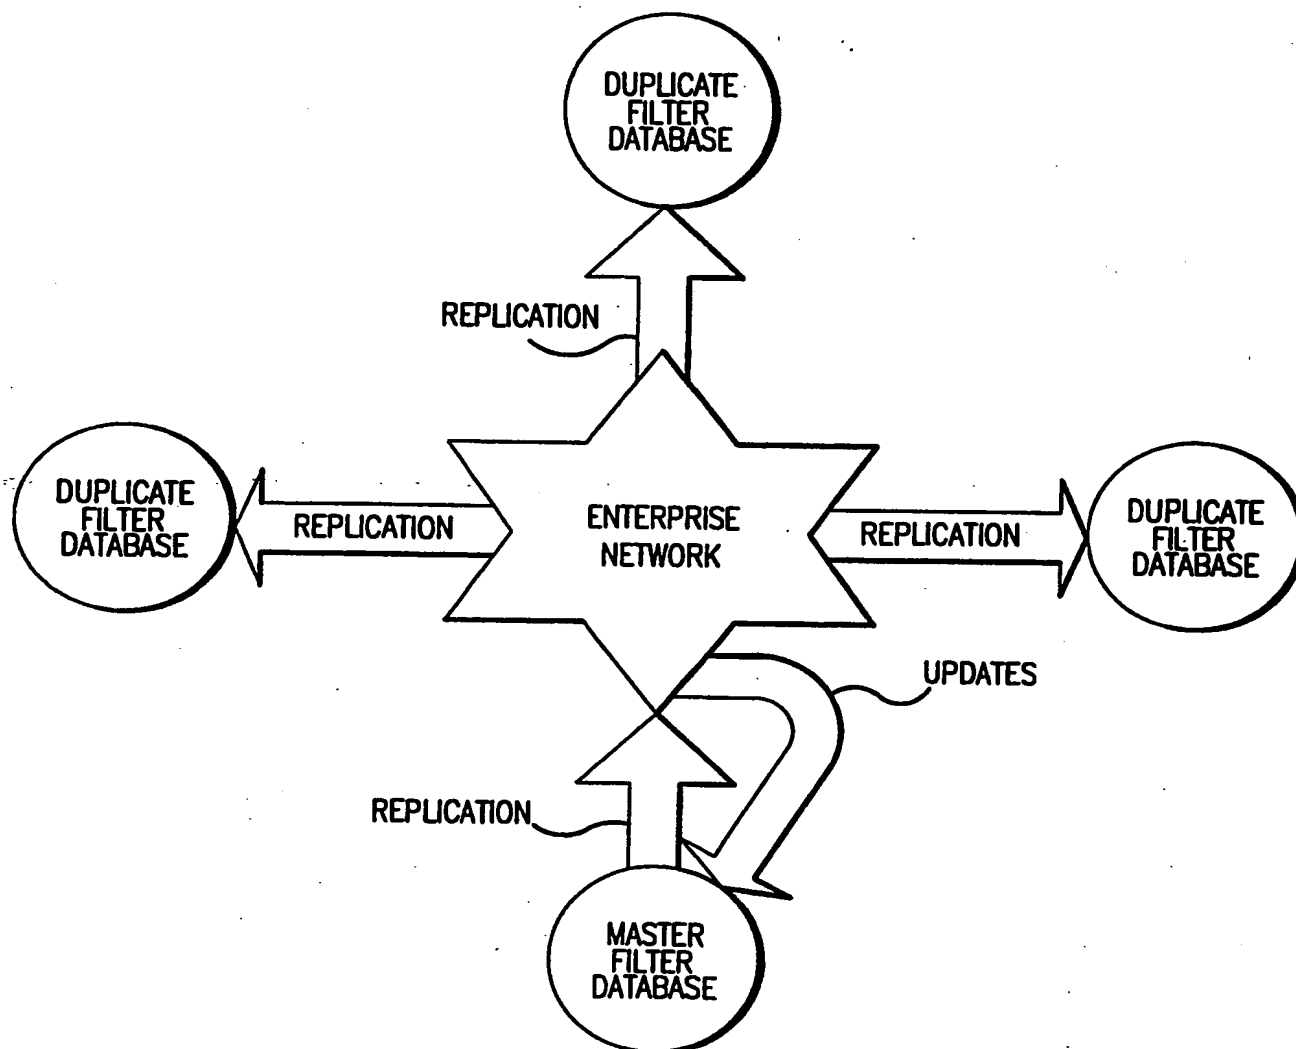 DUPLICATE
FILTER
DATABASE
REPLICATION
DUPLICATE
FILTER
DATABASE
REPLICATION
ENTERPRISE
NETWORK
REPLICATION
DUPLICATE
FILTER
DATABASE
UPDATES
REPLICATION
MASTER
FILTER
DATABASE